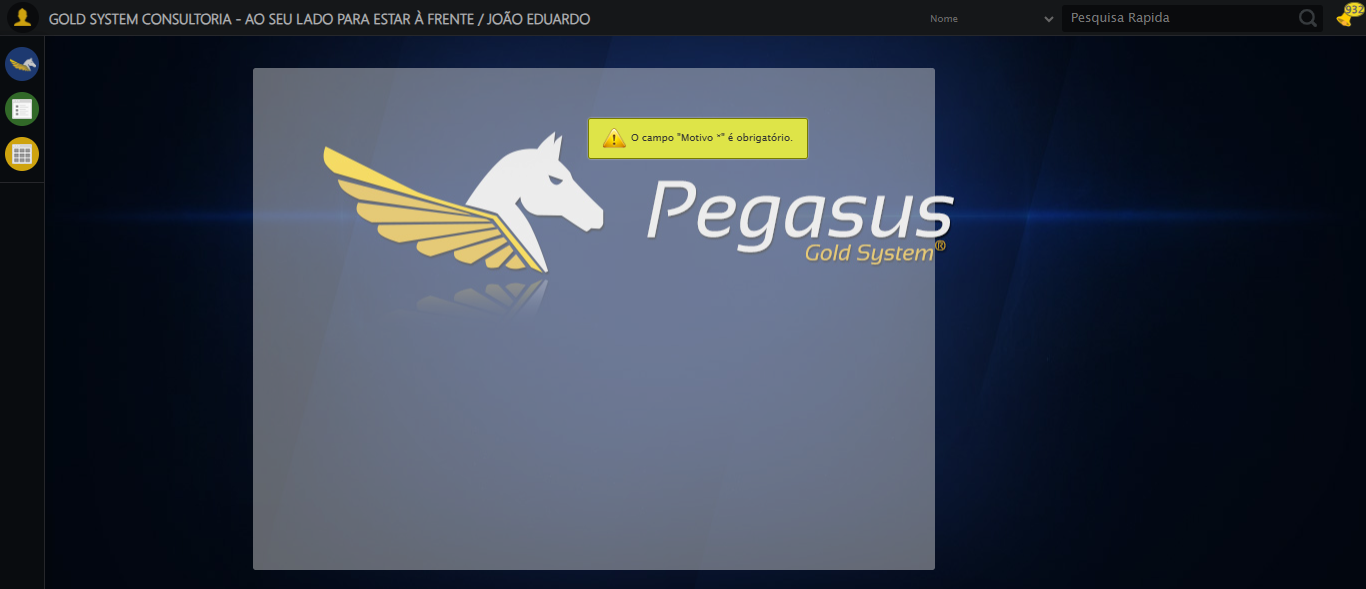 GOLD SYSTEM CONSULTORIA - AO SEU LADO PARA ESTAR À FRENTE / JOÃO EDUARDO
Nome
Pesquisa Rapida
932
O campo "Motivo *" é obrigatório.
Pegasus
Gold System®